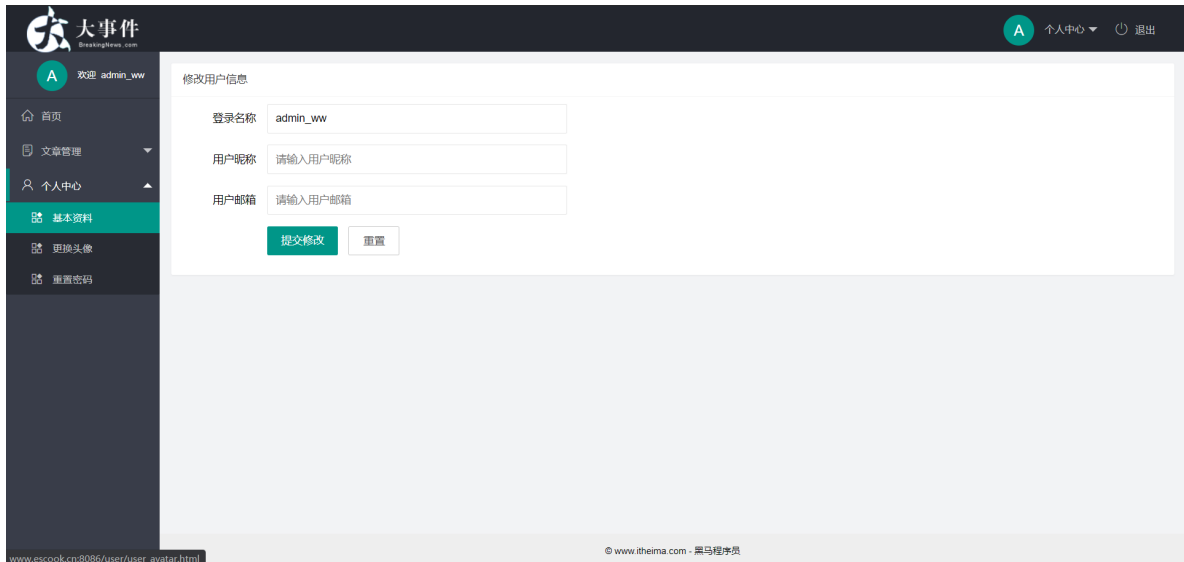 大事件
BreakingNews.com
A 个人中心 退出
A 欢迎 admin_ww
首页
文章管理
个人中心
基本资料
更换头像
重置密码
修改用户信息
登录名称 admin_ww
用户昵称 请输入用户昵称
用户邮箱 请输入用户邮箱
提交修改 重置
© www.itheima.com - 黑马程序员
www.escook.cn:8086/user/user_avatar.html